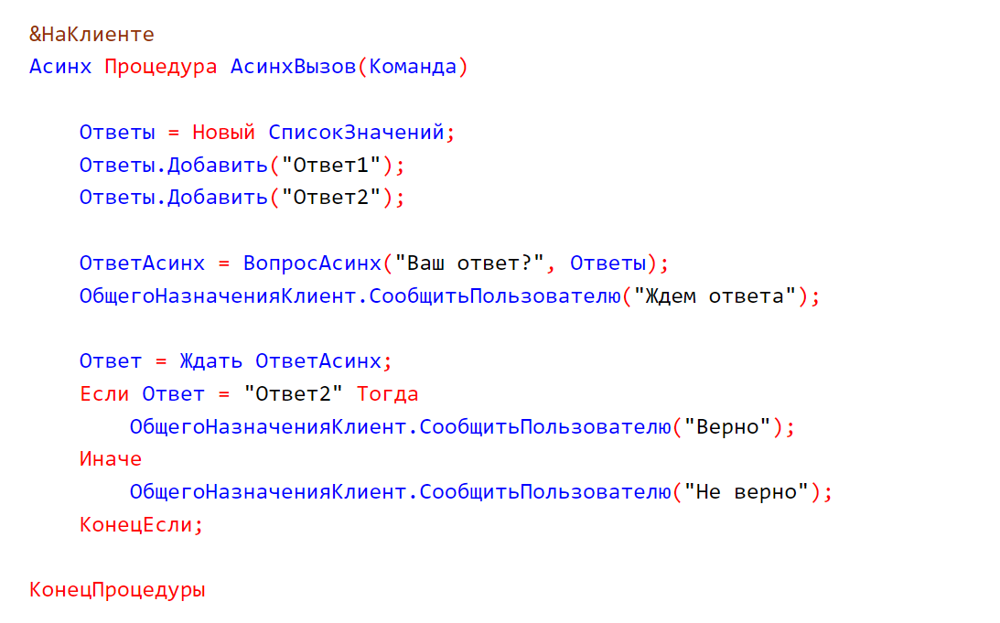 &НаКлиенте
Асинх Процедура АсинхВызов(Команда)
Ответы = Новый СписокЗначений;
Ответы.Добавить("Ответ1");
Ответы.Добавить("Ответ2");
ОтветАсинх = ВопросАсинх("Ваш ответ?", Ответы);
ОбщегоНазначенияКлиент.СообщитьПользователю("Ждем ответа");
Ответ = Ждать ОтветАсинх;
Если Ответ = "Ответ2" Тогда
ОбщегоНазначенияКлиент.СообщитьПользователю("Верно");
Иначе
ОбщегоНазначенияКлиент.СообщитьПользователю("Не верно");
КонецЕсли;
КонецПроцедуры